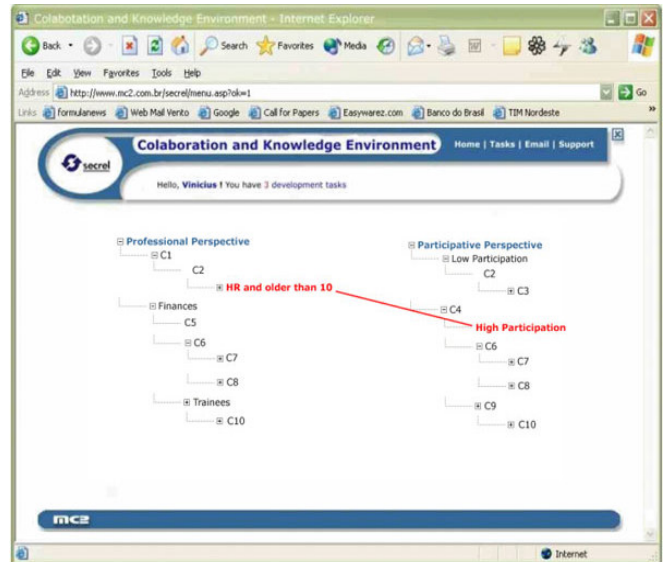 Colabotation and Knowledge Environment - Internet Explorer
Back Search Favorites Media
File Edit View Favorites Tools Help
Address http://www.mc2.com.br/secrel/menu.asp?ok=1 Go
Links formulanews Web Mail Vento Google Call for Papers Easywarez.com Banco do Brasil TIM Nordeste »
secrel
Colaboration and Knowledge Environment
Home | Tasks | Email | Support
Hello, Vinicius ! You have 3 development tasks
Professional Perspective
C1
C2
HR and older than 10
Finances
C5
C6
C7
C8
Trainees
C10
Participative Perspective
Low Participation
C2
C3
C4
High Participation
C6
C7
C8
C9
C10
mc2
Internet